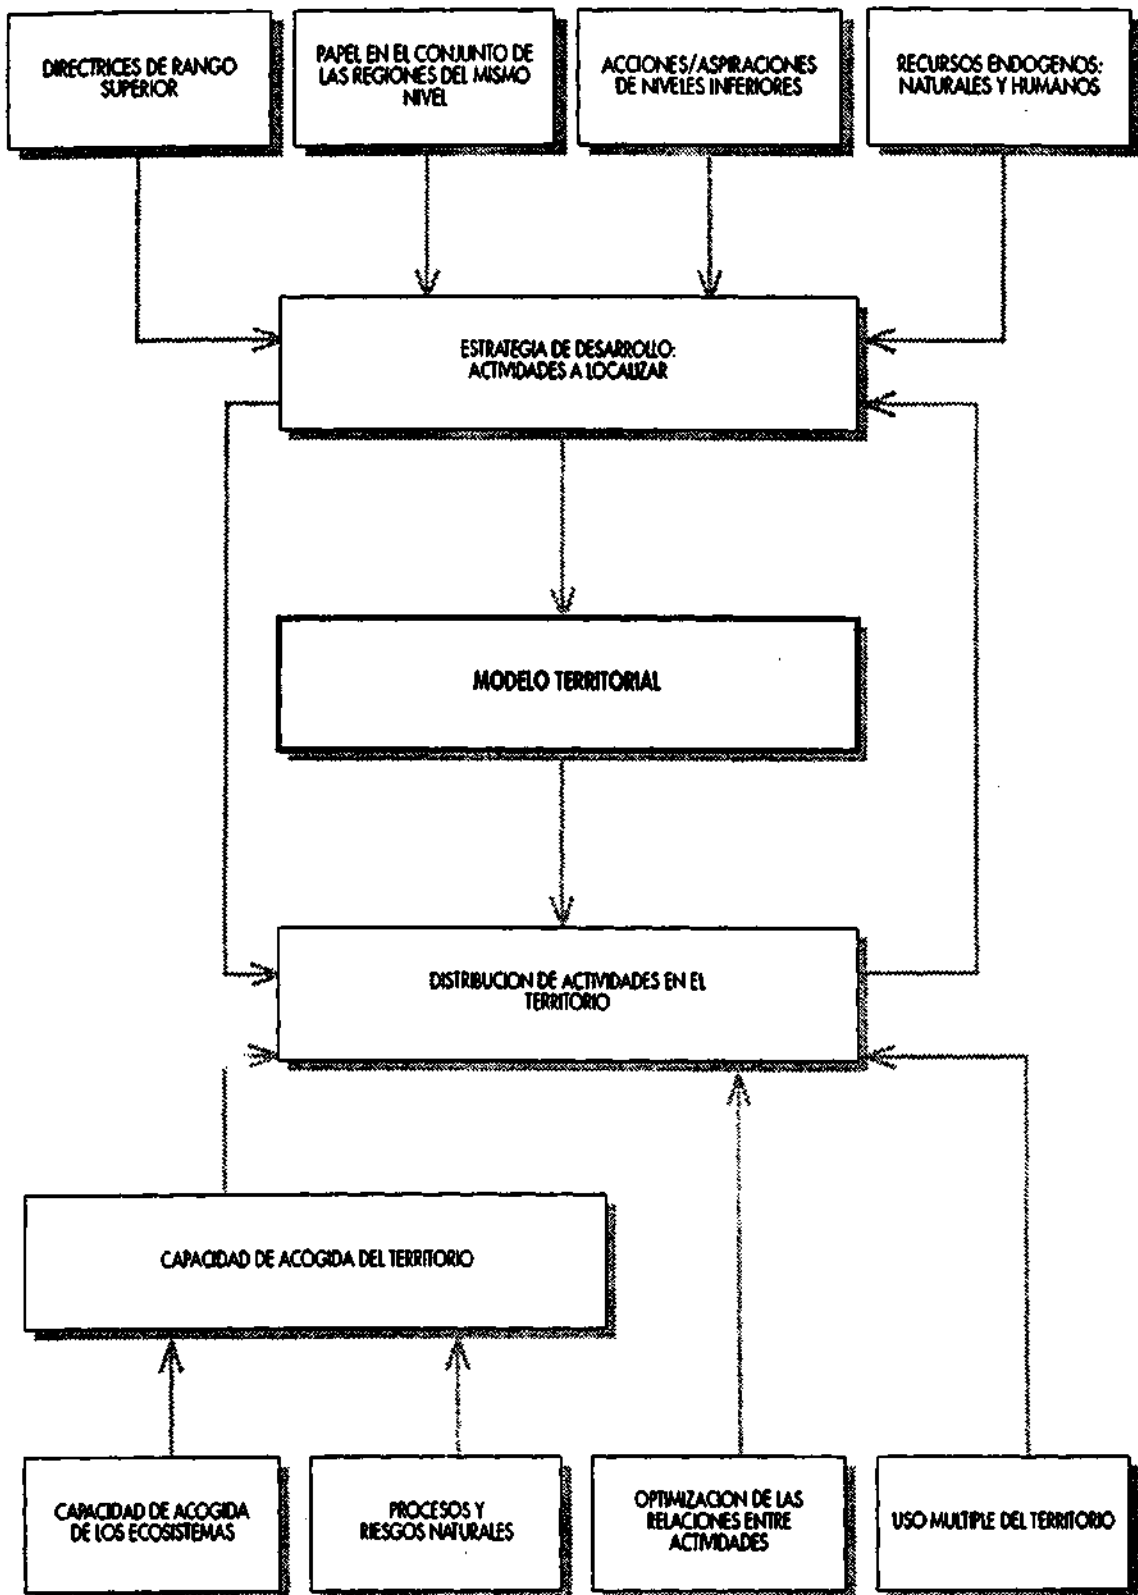 DIRECTRICES DE RANGO
SUPERIOR
PAPEL EN EL CONJUNTO DE
LAS REGIONES DEL MISMO
NIVEL
ACCIONES/ASPIRACIONES
DE NIVELES INFERIORES
RECURSOS ENDOGENOS:
NATURALES Y HUMANOS
ESTRATEGIA DE DESARROLLO:
ACTIVIDADES A LOCALIZAR
MODELO TERRITORIAL
DISTRIBUCION DE ACTIVIDADES EN EL
TERRITORIO
CAPACIDAD DE ACOGIDA DEL TERRITORIO
CAPACIDAD DE ACOGIDA
DE LOS ECOSISTEMAS
PROCESOS Y
RIESGOS NATURALES
OPTIMIZACION DE LAS
RELACIONES ENTRE
ACTIVIDADES
USO MULTIPLE DEL TERRITORIO